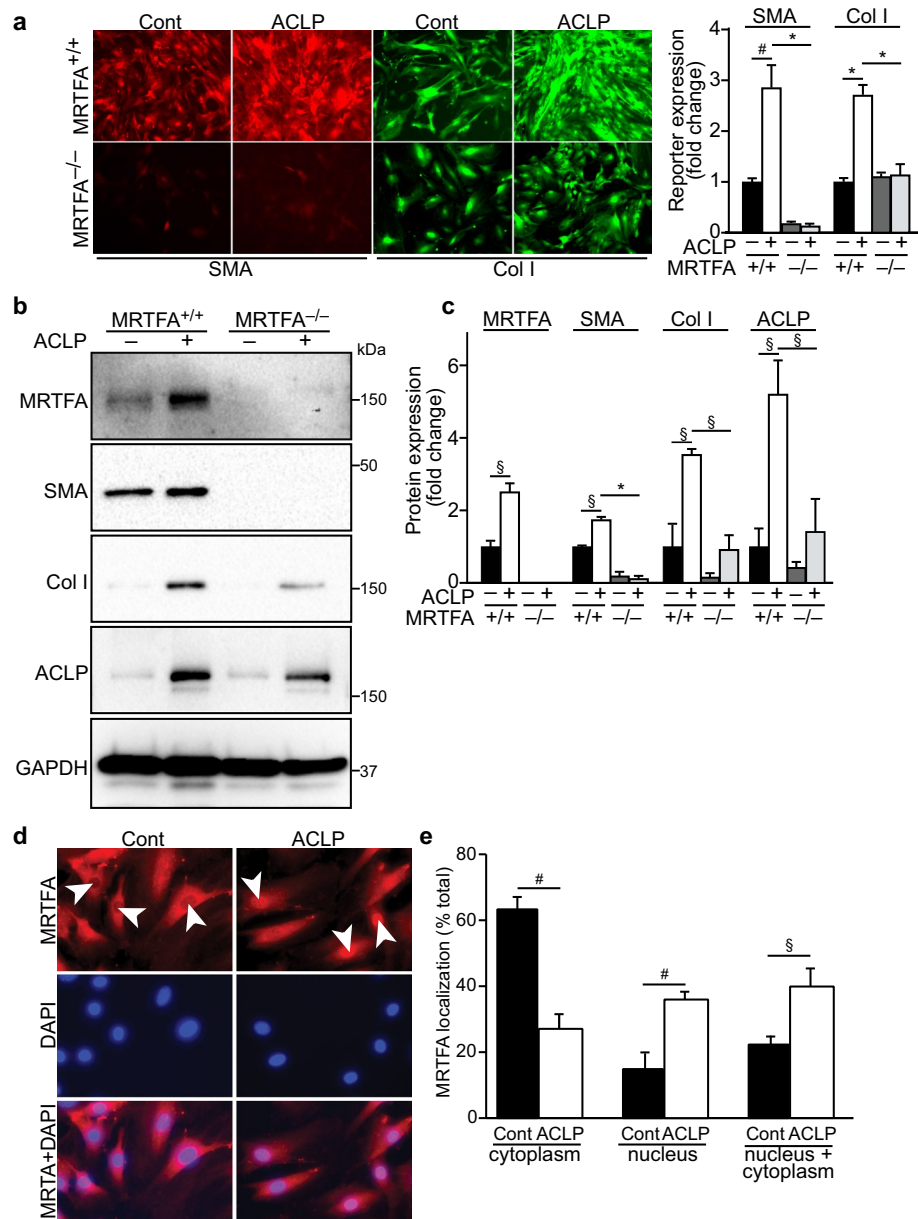 a
Cont ACLP Cont ACLP
MRTFA+/+
MRTFA–/–
SMA Col I
SMA Col I
Reporter expression
(fold change)
4
3
2
1
0
# * * *
ACLP – + – + – + – +
MRTFA +/+ –/– +/+ –/–
b
MRTFA+/+ MRTFA–/–
ACLP – + – +
kDa
MRTFA 150
50
SMA
Col I 150
ACLP
150
GAPDH 37
c
MRTFA SMA Col I ACLP
Protein expression
(fold change)
6
4
2
0
§ § * § § § §
ACLP – + – + – + – + – + – + – + – +
MRTFA +/+ –/– +/+ –/– +/+ –/– +/+ –/–
d
Cont ACLP
MRTFA
DAPI
MRTA+DAPI
e
MRTFA localization (% total)
80
60
40
20
0
# # §
Cont ACLP Cont ACLP Cont ACLP
cytoplasm nucleus nucleus +
cytoplasm